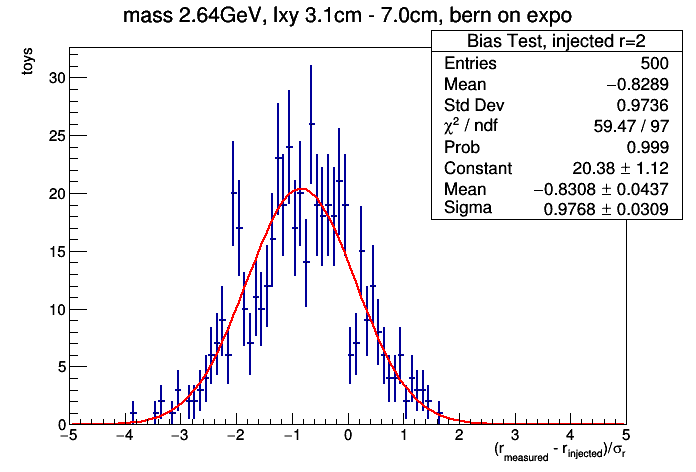 mass 2.64GeV, lxy 3.1cm - 7.0cm, bern on expo
toys
Bias Test, injected r=2
Entries 500
Mean −0.8289
Std Dev 0.9736
χ² / ndf 59.47 / 97
Prob 0.999
Constant 20.38 ± 1.12
Mean −0.8308 ± 0.0437
Sigma 0.9768 ± 0.0309
30
25
20
15
10
5
0
−5 −4 −3 −2 −1 0 1 2 3 4 5
(r_measured - r_injected)/σ_r